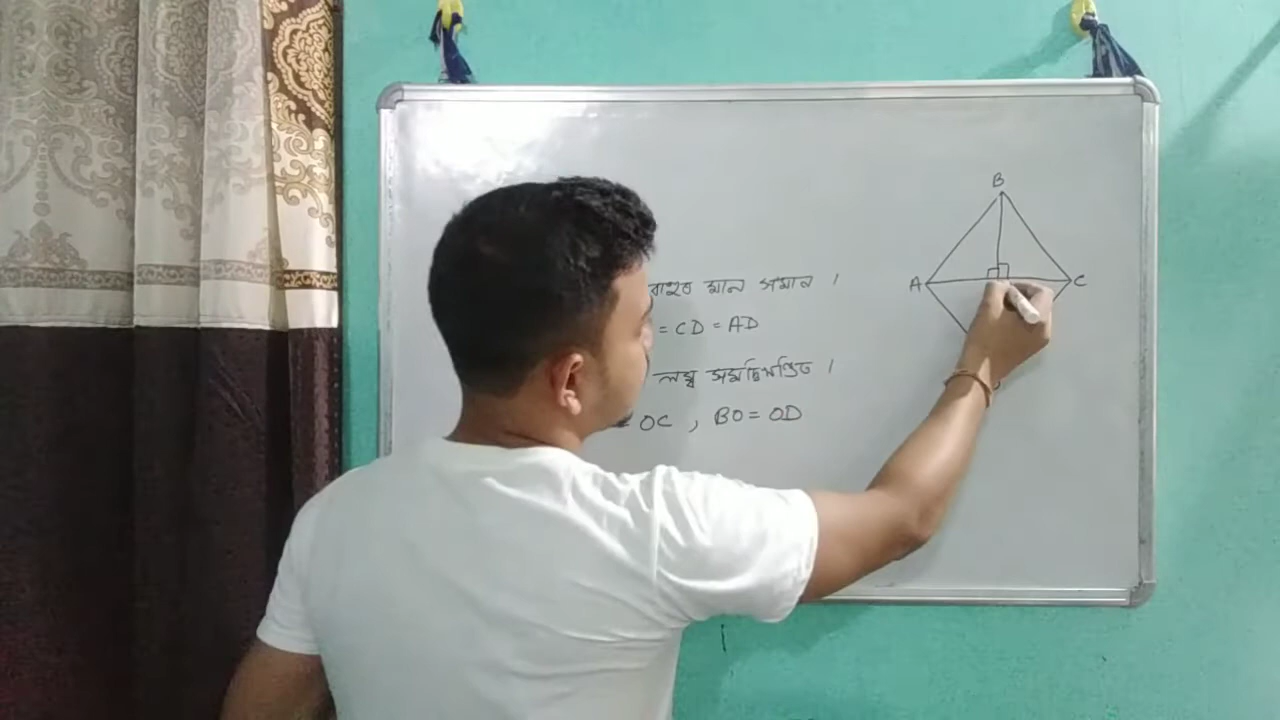 B
A
C
বাহুর মান সমান ।
= CD = AD
লম্ব সমদ্বিখণ্ডিত ।
= OC , BO = OD